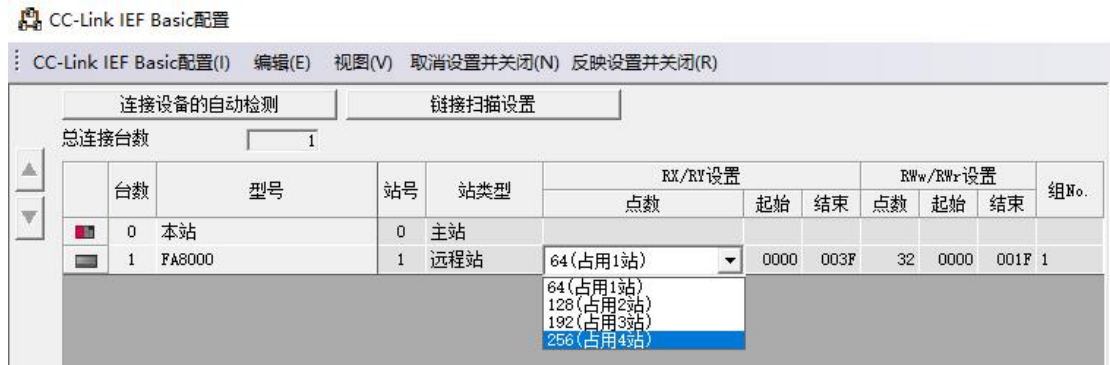 CC-Link IEF Basic配置
CC-Link IEF Basic配置(I) 编辑(E) 视图(V) 取消设置并关闭(N) 反映设置并关闭(R)
连接设备的自动检测 链接扫描设置
总连接台数 1
台数 型号 站号 站类型 RX/RY设置 RWw/RWr设置 组No.
点数 起始 结束 点数 起始 结束
0 本站 0 主站
1 FA8000 1 远程站 64(占用1站) 0000 003F 32 0000 001F 1
64(占用1站)
128(占用2站)
192(占用3站)
256(占用4站)